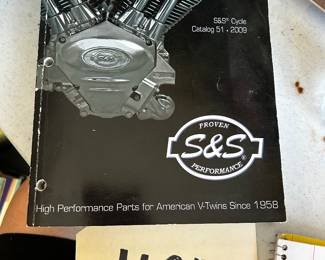 S&S® Cycle
Catalog 51 • 2009
PROVEN
S&S
PERFORMANCE®
High Performance Parts for American V-Twins Since 1958